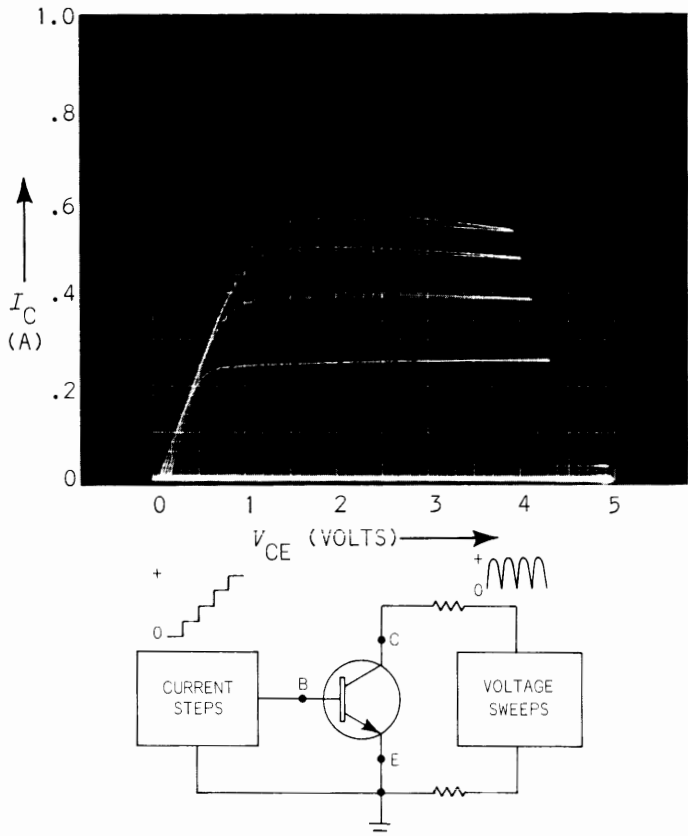 1.0
.8
.6
I_C
(A)
.4
.2
0
0 1 2 3 4 5
V_CE (VOLTS)
+
0
+
0
C
B
CURRENT
STEPS
VOLTAGE
SWEEPS
E